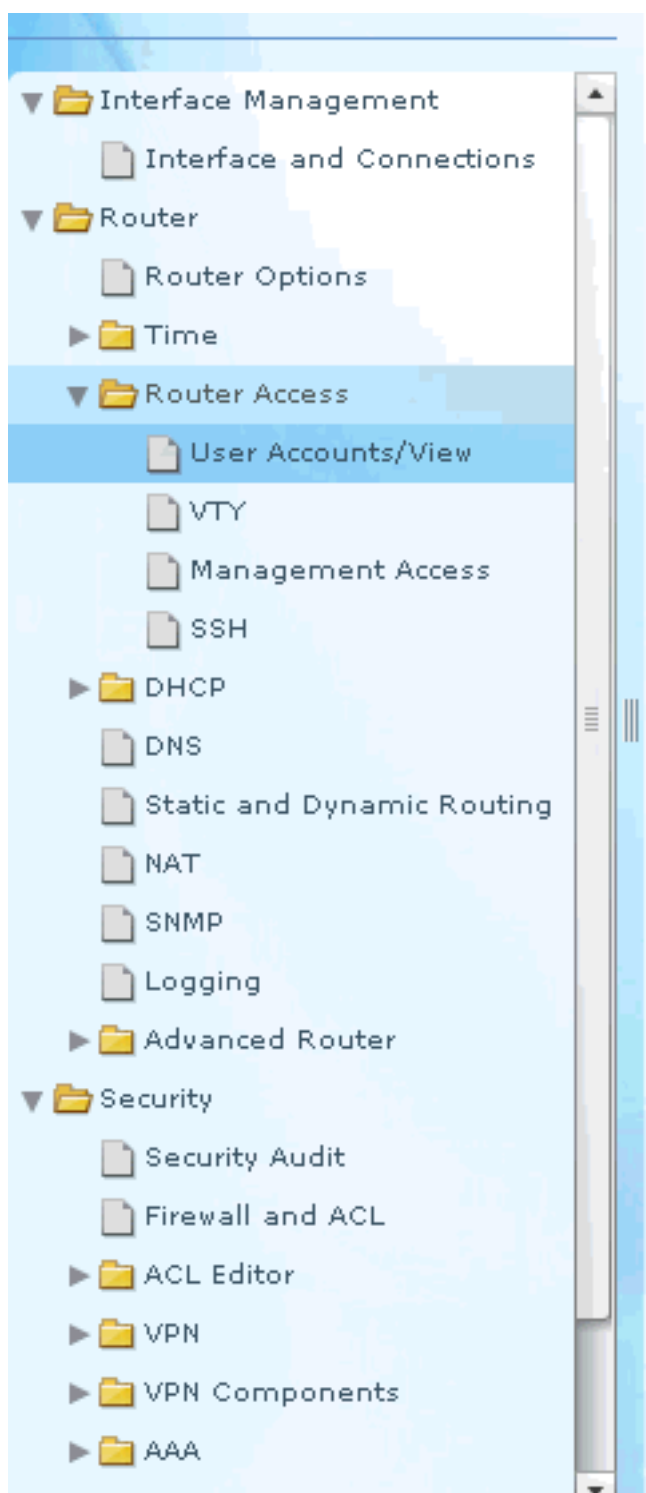 Interface Management
Interface and Connections
Router
Router Options
Time
Router Access
User Accounts/View
VTY
Management Access
SSH
DHCP
DNS
Static and Dynamic Routing
NAT
SNMP
Logging
Advanced Router
Security
Security Audit
Firewall and ACL
ACL Editor
VPN
VPN Components
AAA